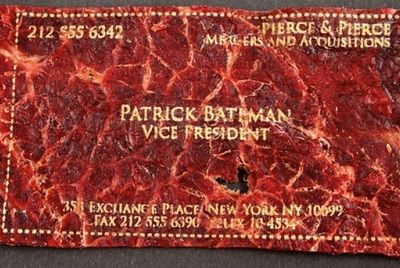 212 555 6342
PIERCE & PIERCE
MERGERS AND ACQUISITIONS
PATRICK BATEMAN
VICE PRESIDENT
358 EXCHANGE PLACE NEW YORK NY 10099
FAX 212 555 6390 TELEX 10 4534